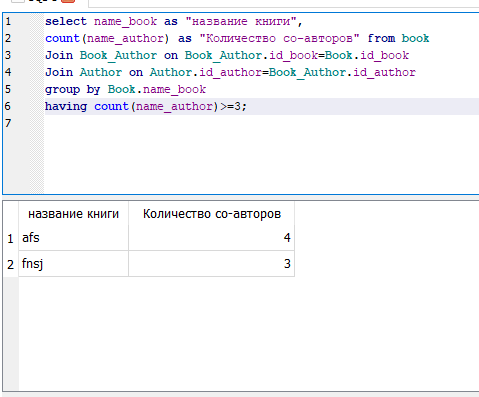 1 select name_book as "название книги",
2 count(name_author) as "Количество со-авторов" from book
3 Join Book_Author on Book_Author.id_book=Book.id_book
4 Join Author on Author.id_author=Book_Author.id_author
5 group by Book.name_book
6 having count(name_author)>=3;
7
название книги Количество со-авторов
1 afs 4
2 fnsj 3